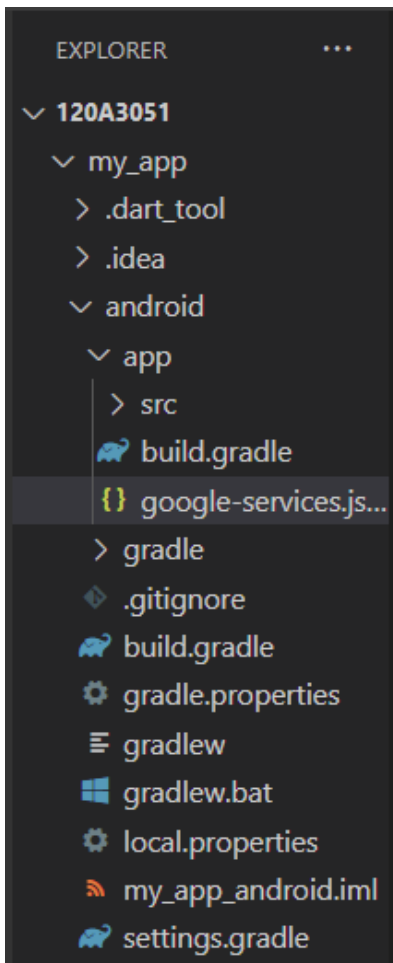 EXPLORER ...
120A3051
my_app
.dart_tool
.idea
android
app
src
build.gradle
{} google-services.js...
gradle
.gitignore
build.gradle
gradle.properties
gradlew
gradlew.bat
local.properties
my_app_android.iml
settings.gradle